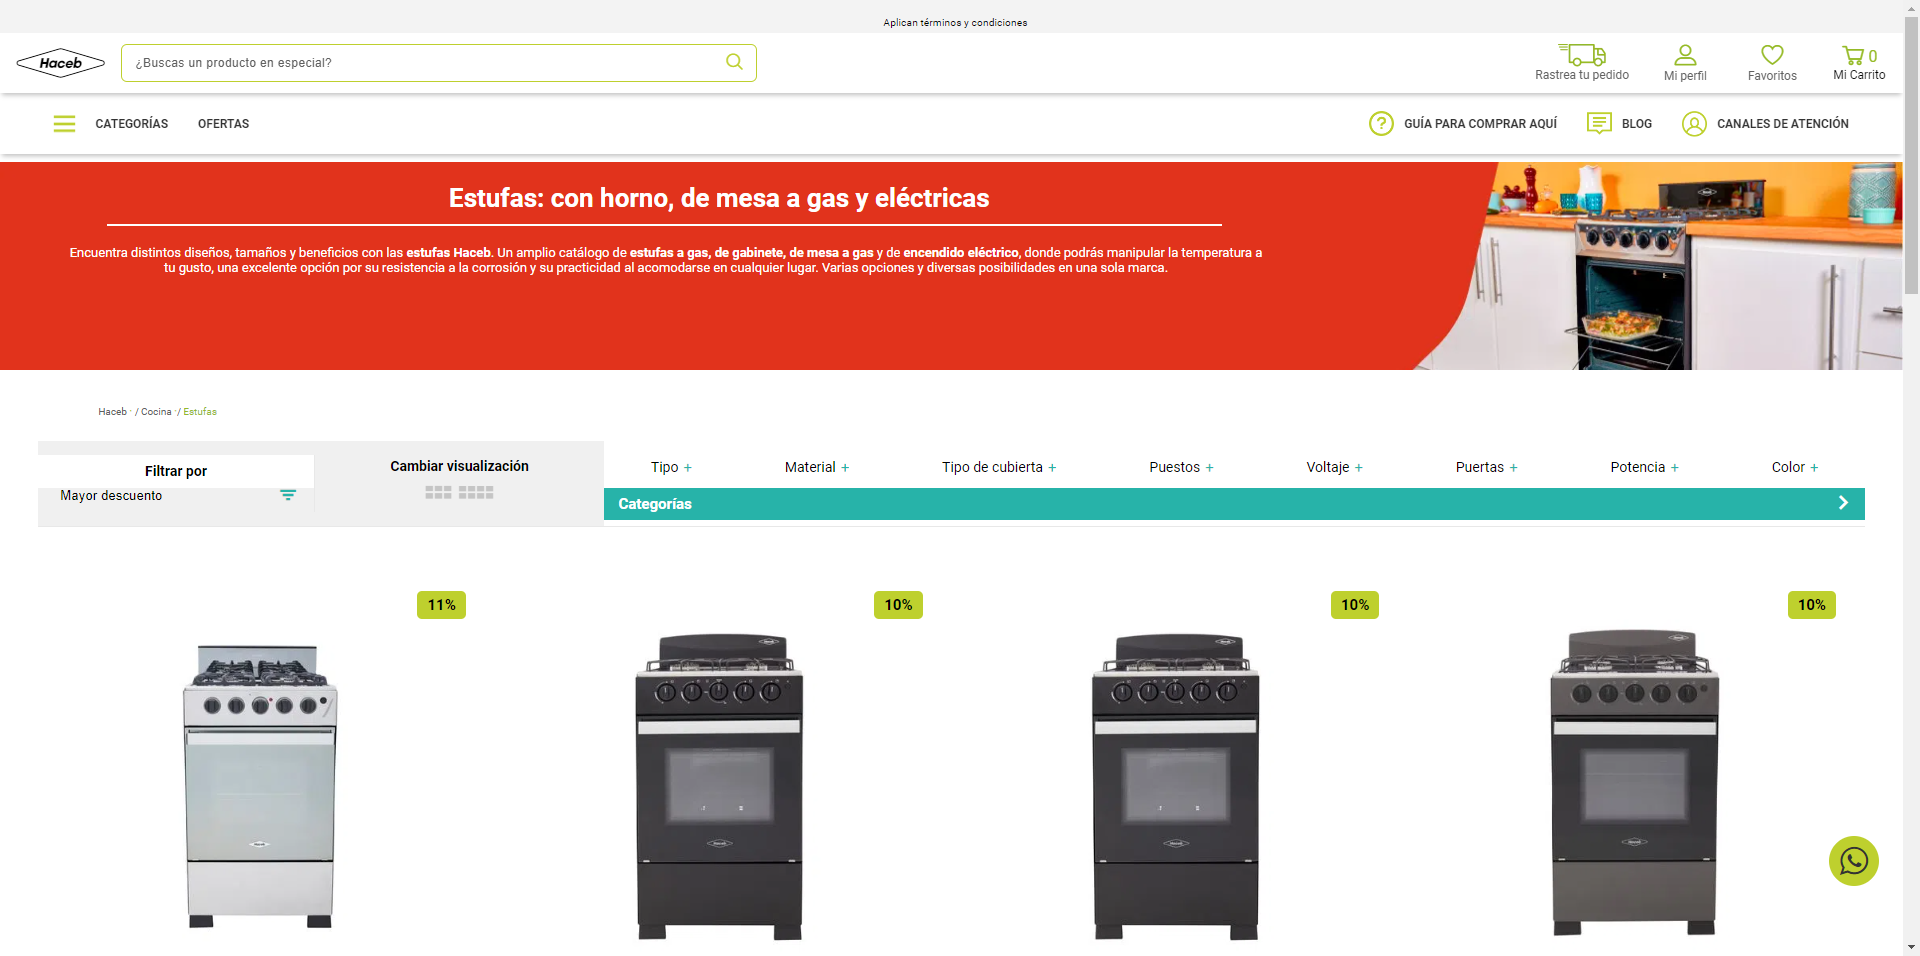 Aplican términos y condiciones
Haceb
¿Buscas un producto en especial?
Rastrea tu pedido
Mi perfil
Favoritos
0
Mi Carrito
CATEGORÍAS
OFERTAS
GUÍA PARA COMPRAR AQUÍ
BLOG
CANALES DE ATENCIÓN
Estufas: con horno, de mesa a gas y eléctricas
Encuentra distintos diseños, tamaños y beneficios con las estufas Haceb. Un amplio catálogo de estufas a gas, de gabinete, de mesa a gas y de encendido eléctrico, donde podrás manipular la temperatura a
tu gusto, una excelente opción por su resistencia a la corrosión y su practicidad al acomodarse en cualquier lugar. Varias opciones y diversas posibilidades en una sola marca.
Haceb / Cocina / Estufas
Filtrar por
Mayor descuento
Cambiar visualización
Tipo +
Material +
Tipo de cubierta +
Puestos +
Voltaje +
Puertas +
Potencia +
Color +
Categorías
11%
10%
10%
10%
Haceb
Haceb
Haceb
Haceb